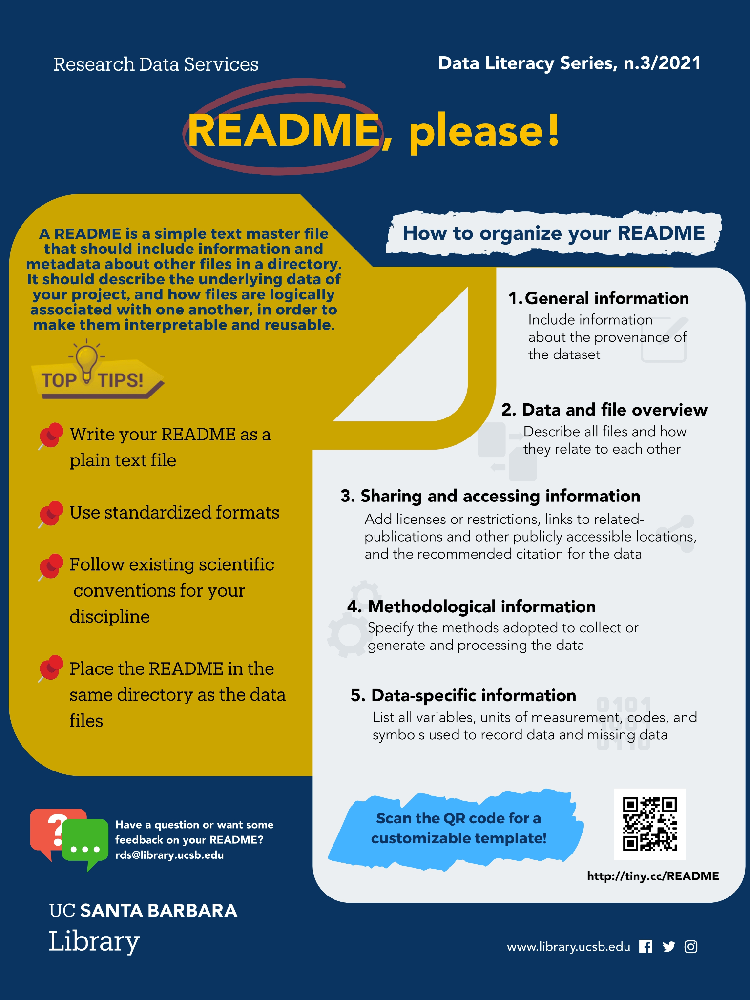 Research Data Services
Data Literacy Series, n.3/2021
README, please!
A README is a simple text master file
that should include information and
metadata about other files in a directory.
It should describe the underlying data of
your project, and how files are logically
associated with one another, in order to
make them interpretable and reusable.
TOP TIPS!
Write your README as a
plain text file
Use standardized formats
Follow existing scientific
conventions for your
discipline
Place the README in the
same directory as the data
files
How to organize your README
1. General information
Include information
about the provenance of
the dataset
2. Data and file overview
Describe all files and how
they relate to each other
3. Sharing and accessing information
Add licenses or restrictions, links to related-
publications and other publicly accessible locations,
and the recommended citation for the data
4. Methodological information
Specify the methods adopted to collect or
generate and processing the data
5. Data-specific information
List all variables, units of measurement, codes, and
symbols used to record data and missing data
0101
1001
0110
Scan the QR code for a
customizable template!
http://tiny.cc/README
?
...
Have a question or want some
feedback on your README?
rds@library.ucsb.edu
UC SANTA BARBARA
Library
www.library.ucsb.edu